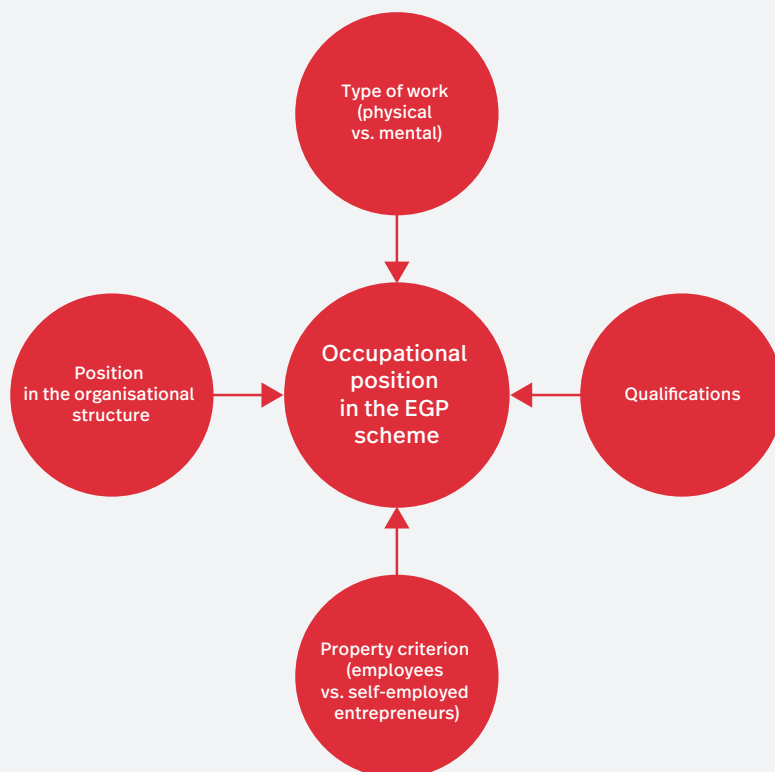 Type of work
(physical
vs. mental)
Position
in the organisational
structure
Occupational
position
in the EGP
scheme
Qualifications
Property criterion
(employees
vs. self-employed
entrepreneurs)